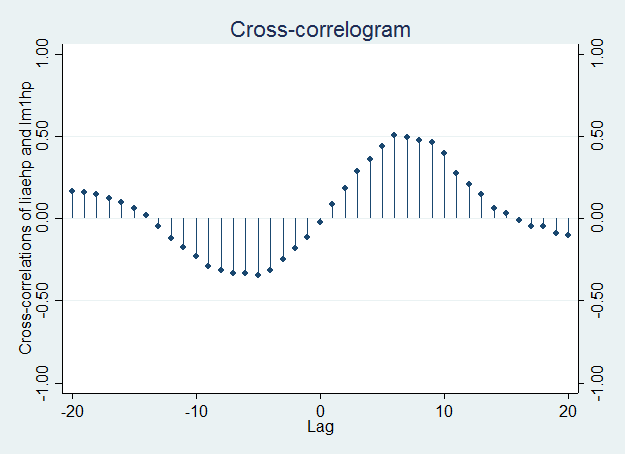 Cross-correlogram
Cross-correlations of liaehp and lm1hp
1.00
0.50
0.00
-0.50
-1.00
1.00
0.50
0.00
-0.50
-1.00
-20 -10 0 10 20
Lag